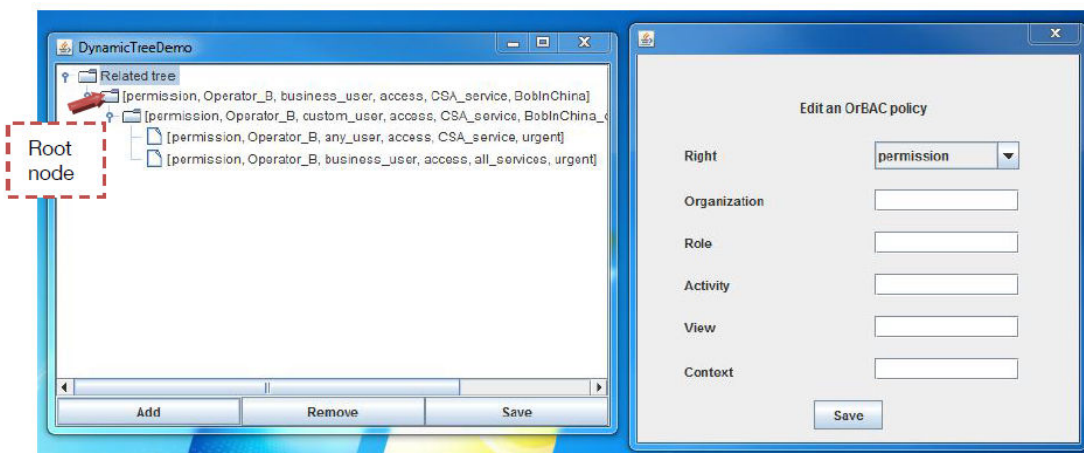 DynamicTreeDemo
Related tree
[permission, Operator_B, business_user, access, CSA_service, BobInChina]
[permission, Operator_B, custom_user, access, CSA_service, BobInChina_
[permission, Operator_B, any_user, access, CSA_service, urgent]
[permission, Operator_B, business_user, access, all_services, urgent]
Root
node
Add Remove Save
Edit an OrBAC policy
Right permission
Organization
Role
Activity
View
Context
Save